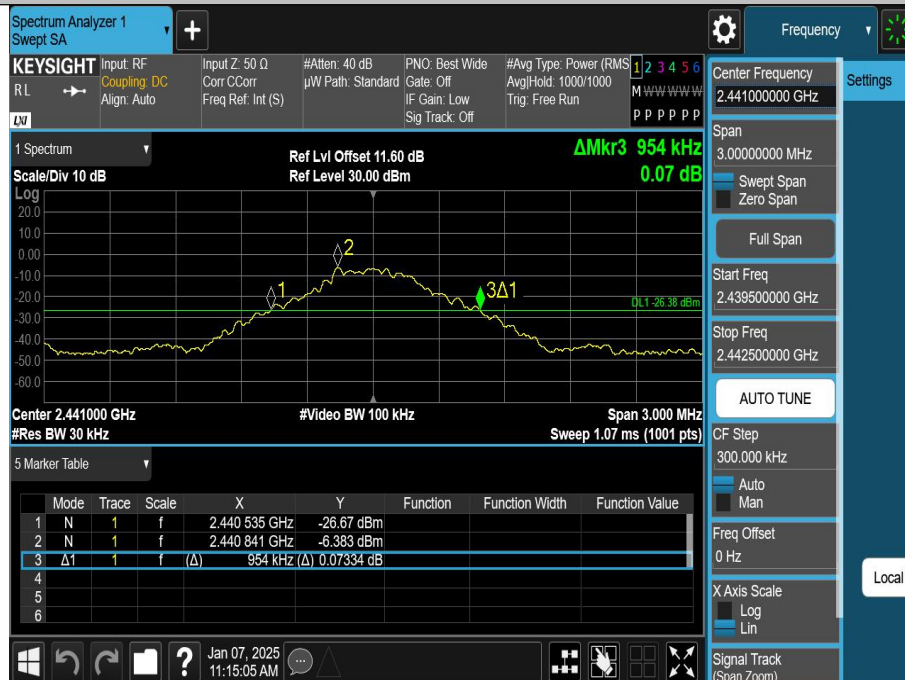 Spectrum Analyzer 1
Swept SA
+
Frequency
KEYSIGHT
RL
LXI
Input: RF
Coupling: DC
Align: Auto
Input Z: 50 Ω
Corr CCorr
Freq Ref: Int (S)
#Atten: 40 dB
µW Path: Standard
PNO: Best Wide
Gate: Off
IF Gain: Low
Sig Track: Off
#Avg Type: Power (RMS
Avg|Hold: 1000/1000
Trig: Free Run
1 2 3 4 5 6
M W W W W W
P P P P P P
1 Spectrum
Scale/Div 10 dB
Ref Lvl Offset 11.60 dB
Ref Level 30.00 dBm
ΔMkr3 954 kHz
0.07 dB
Log
20.0
10.0
0.00
-10.0
-20.0
-30.0
-40.0
-50.0
-60.0
2
1
3Δ1
DL1 -26.38 dBm
Center 2.441000 GHz
#Video BW 100 kHz
Span 3.000 MHz
#Res BW 30 kHz
Sweep 1.07 ms (1001 pts)
5 Marker Table
Mode Trace Scale X Y Function Function Width Function Value
1 N 1 f 2.440 535 GHz -26.67 dBm
2 N 1 f 2.440 841 GHz -6.383 dBm
3 Δ1 1 f (Δ) 954 kHz (Δ) 0.07334 dB
4
5
6
?
Jan 07, 2025
11:15:05 AM
Center Frequency
2.441000000 GHz
Settings
Span
3.00000000 MHz
Swept Span
Zero Span
Full Span
Start Freq
2.439500000 GHz
Stop Freq
2.442500000 GHz
AUTO TUNE
CF Step
300.000 kHz
Auto
Man
Freq Offset
0 Hz
Local
X Axis Scale
Log
Lin
Signal Track
(Span Zoom)